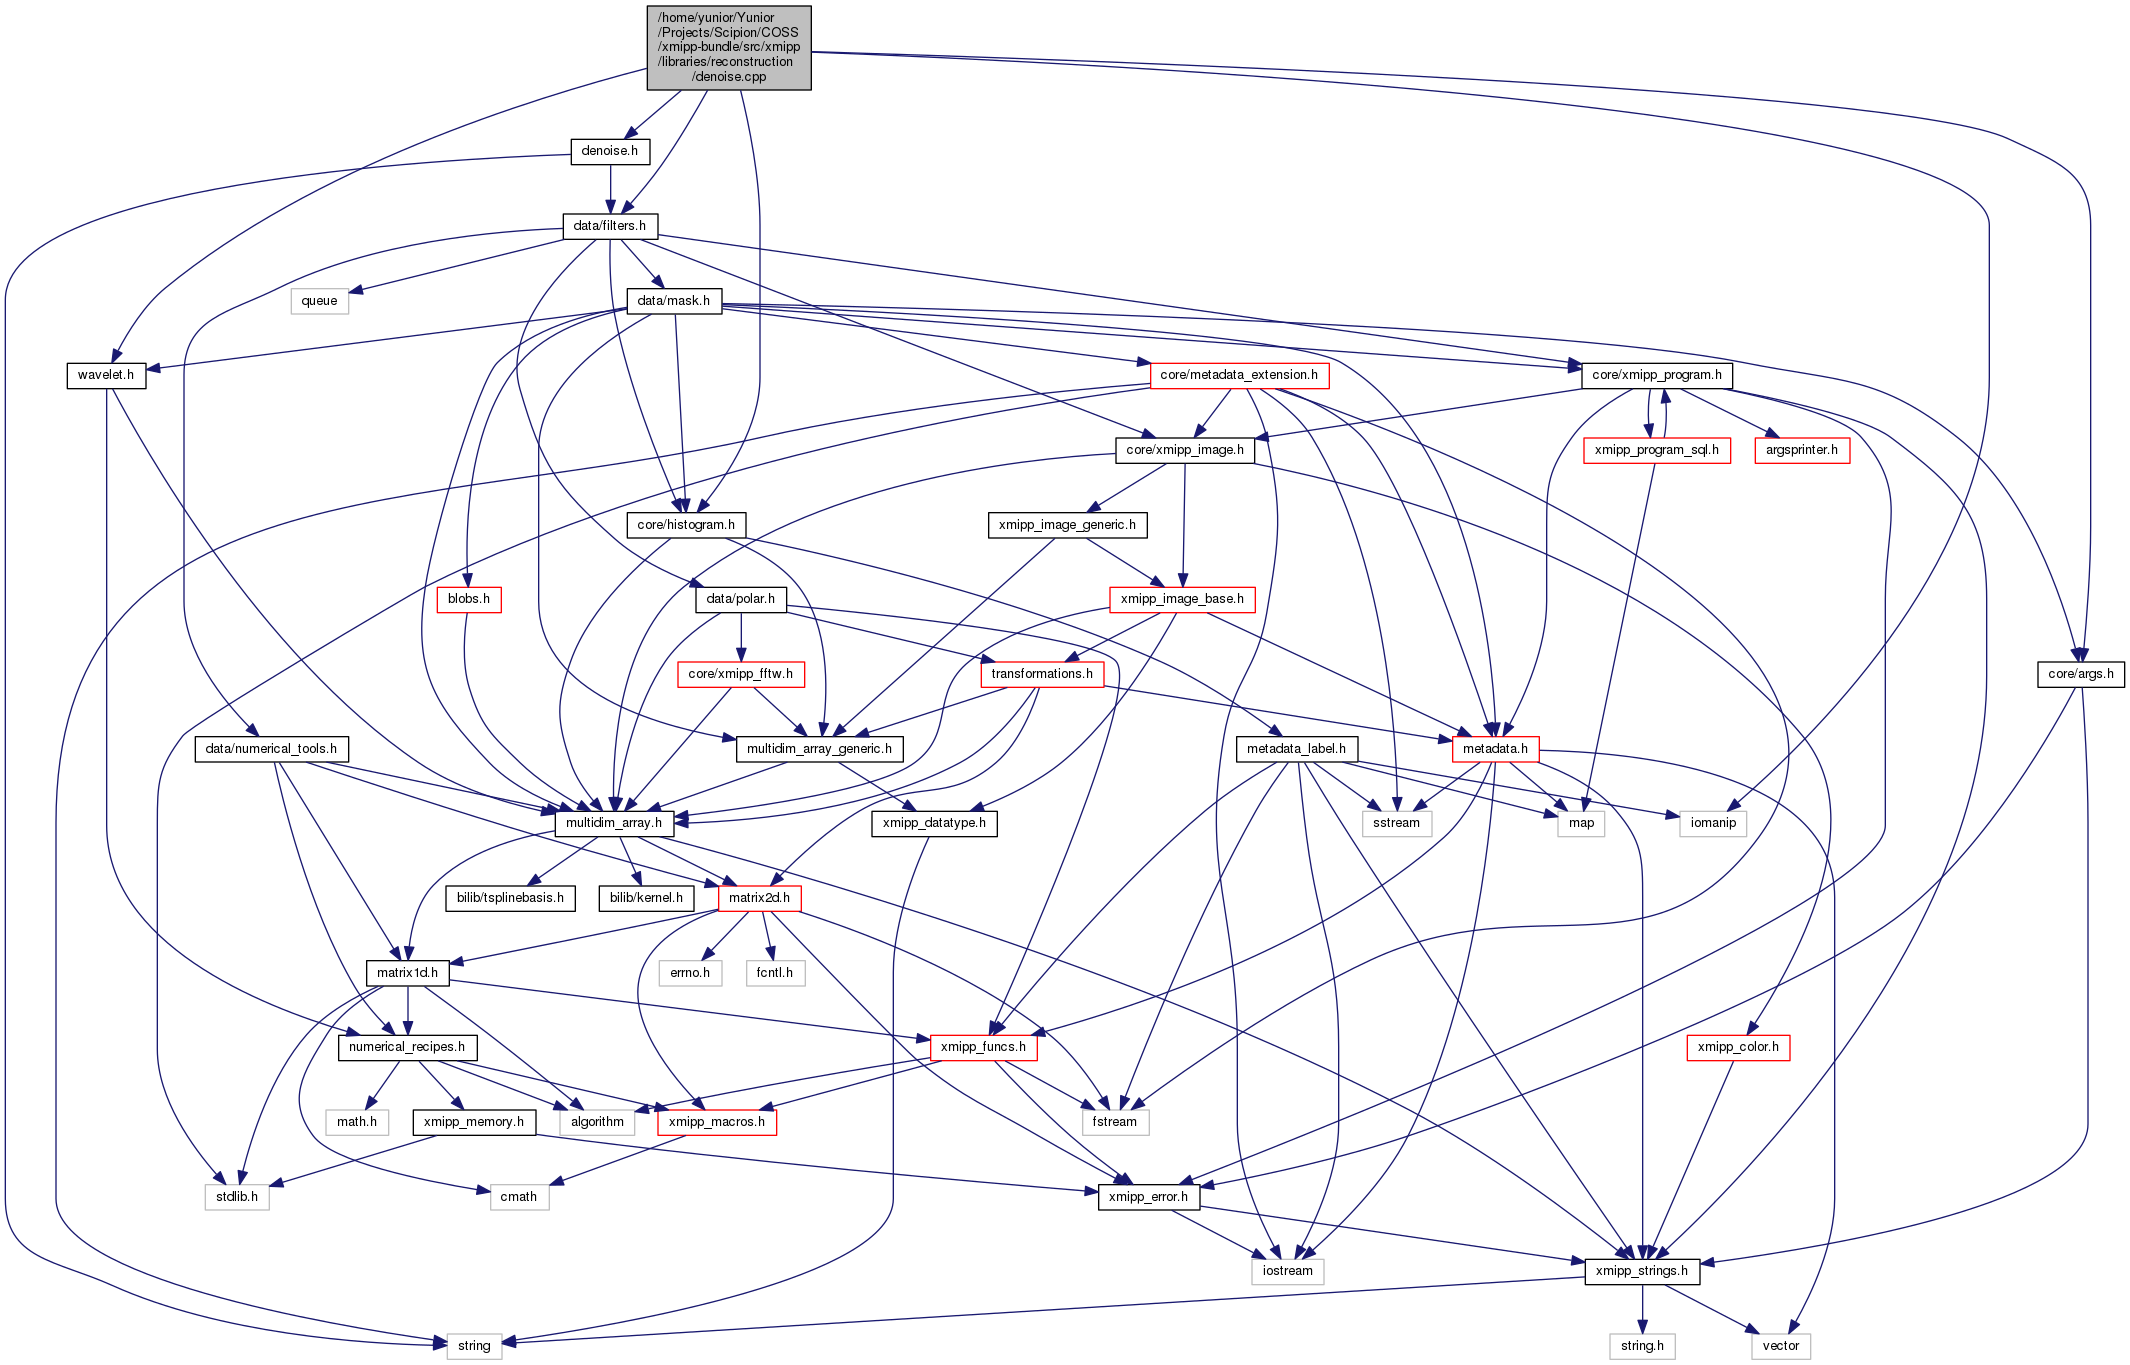 /home/yunior/Yunior
/Projects/Scipion/COSS
/xmipp-bundle/src/xmipp
/libraries/reconstruction
/denoise.cpp
denoise.h
data/filters.h
queue
data/mask.h
wavelet.h
core/metadata_extension.h
core/xmipp_program.h
core/xmipp_image.h
xmipp_program_sql.h
argsprinter.h
core/histogram.h
xmipp_image_generic.h
blobs.h
data/polar.h
xmipp_image_base.h
core/xmipp_fftw.h
transformations.h
core/args.h
data/numerical_tools.h
multidim_array_generic.h
metadata_label.h
metadata.h
multidim_array.h
xmipp_datatype.h
sstream
map
iomanip
bilib/tsplinebasis.h
bilib/kernel.h
matrix2d.h
matrix1d.h
errno.h
fcntl.h
numerical_recipes.h
xmipp_funcs.h
xmipp_color.h
math.h
xmipp_memory.h
algorithm
xmipp_macros.h
fstream
stdlib.h
cmath
xmipp_error.h
iostream
xmipp_strings.h
string
string.h
vector